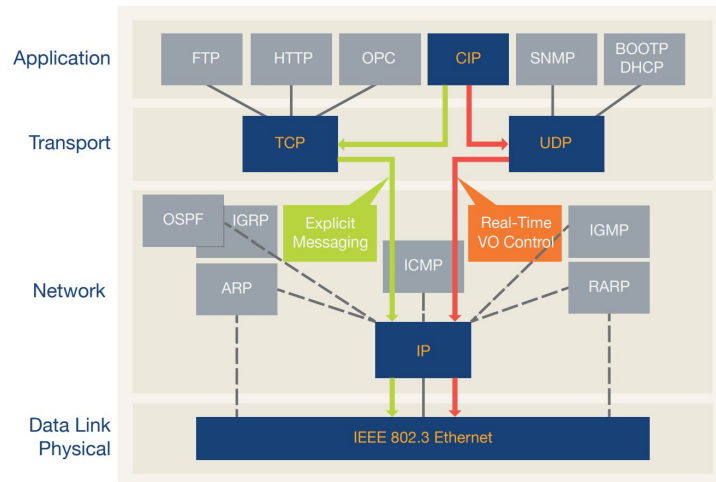 Application
FTP
HTTP
OPC
CIP
SNMP
BOOTP
DHCP
Transport
TCP
UDP
OSPF
IGRP
Explicit
Messaging
Real-Time
VO Control
IGMP
ICMP
ARP
RARP
Network
IP
Data Link
Physical
IEEE 802.3 Ethernet